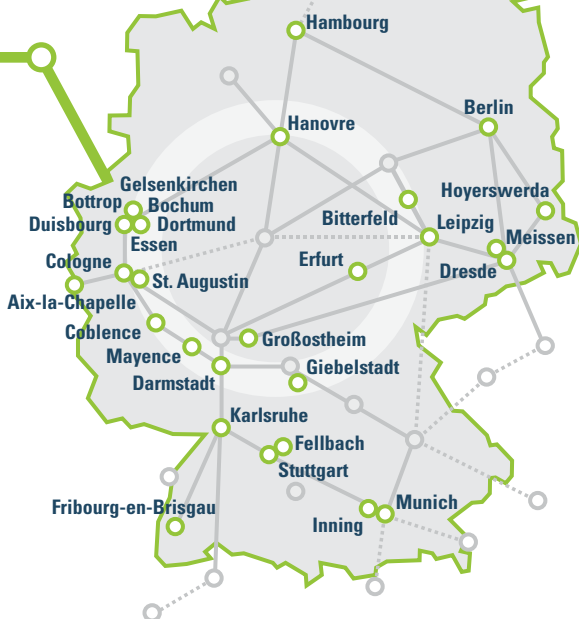 Hambourg
Berlin
Hanovre
Gelsenkirchen
Hoyerswerda
Bottrop
Bochum
Bitterfeld
Leipzig
Duisbourg
Dortmund
Meissen
Essen
Cologne
Erfurt
Dresde
St. Augustin
Aix-la-Chapelle
Coblence
Großostheim
Mayence
Giebelstadt
Darmstadt
Karlsruhe
Fellbach
Stuttgart
Fribourg-en-Brisgau
Munich
Inning